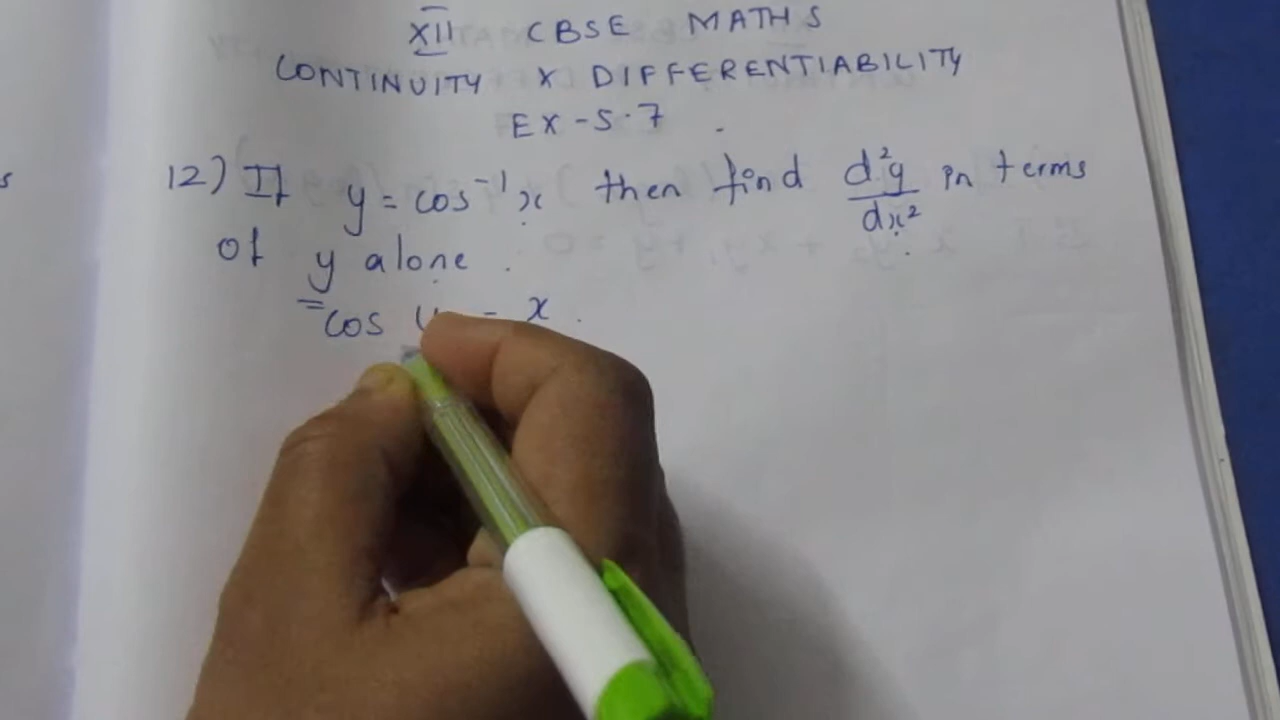 XII CBSE MATHS
CONTINUITY X DIFFERENTIABILITY
EX-5.7
12) If y = cos⁻¹x then find d²y/dx² in terms
of y alone.
cos y = x.
s